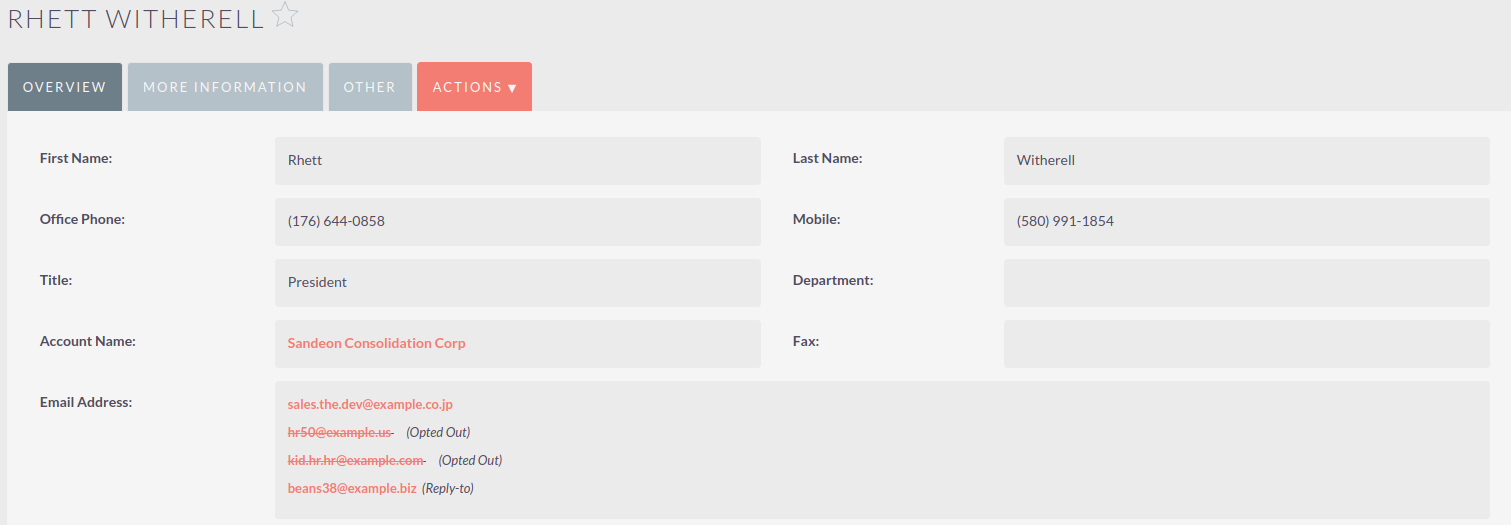 RHETT WITHERELL
OVERVIEW MORE INFORMATION OTHER ACTIONS ▼
First Name: Rhett Last Name: Witherell
Office Phone: (176) 644-0858 Mobile: (580) 991-1854
Title: President Department:
Account Name: Sandeon Consolidation Corp Fax:
Email Address: sales.the.dev@example.co.jp
hr50@example.us (Opted Out)
kid.hr.hr@example.com (Opted Out)
beans38@example.biz (Reply-to)